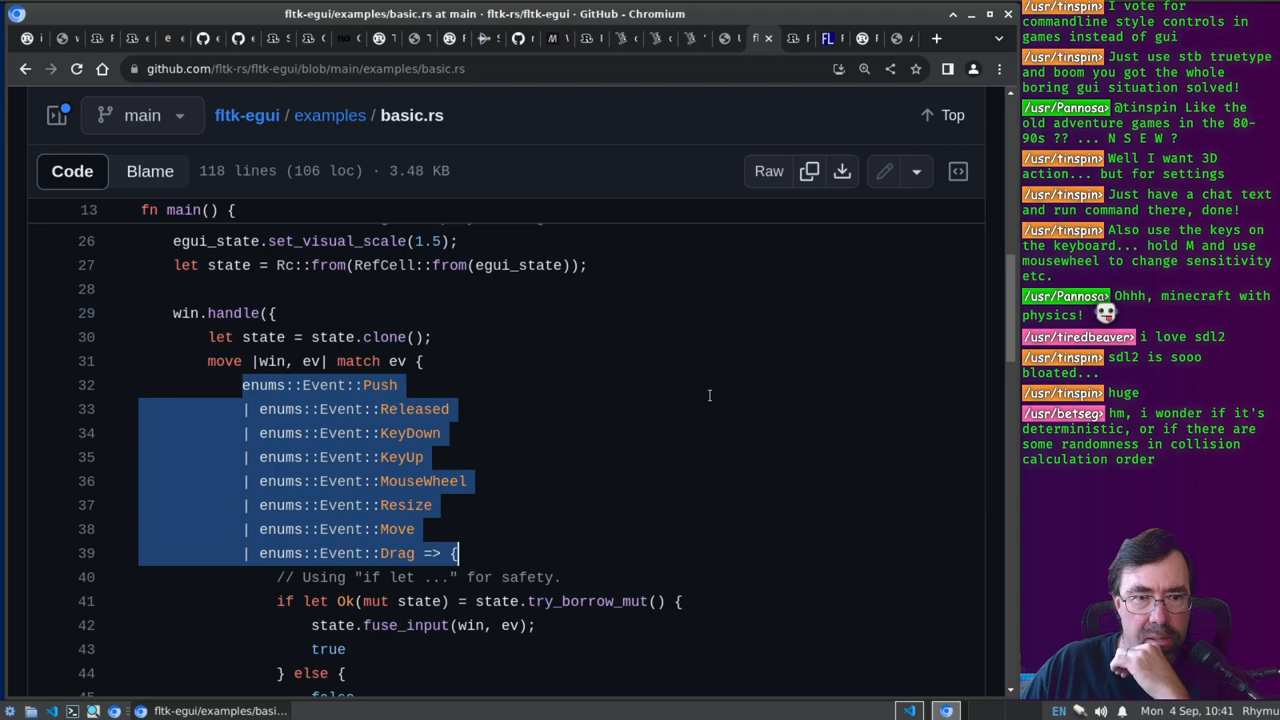 fltk-egui/examples/basic.rs at main · fltk-rs/fltk-egui · GitHub - Chromium
github.com/fltk-rs/fltk-egui/blob/main/examples/basic.rs
main
fltk-egui / examples / basic.rs
Top
Code
Blame
118 lines (106 loc) · 3.48 KB
Raw
13 fn main() {
26 egui_state.set_visual_scale(1.5);
27 let state = Rc::from(RefCell::from(egui_state));
28
29 win.handle({
30 let state = state.clone();
31 move |win, ev| match ev {
32 enums::Event::Push
33 | enums::Event::Released
34 | enums::Event::KeyDown
35 | enums::Event::KeyUp
36 | enums::Event::MouseWheel
37 | enums::Event::Resize
38 | enums::Event::Move
39 | enums::Event::Drag => {
40 // Using "if let ..." for safety.
41 if let Ok(mut state) = state.try_borrow_mut() {
42 state.fuse_input(win, ev);
43 true
44 } else {
45 false
/usr/tinspin> I vote for
commandline style controls in
games instead of gui
/usr/tinspin> Just use stb truetype
and boom you got the whole
boring gui situation solved!
/usr/Pannosa> @tinspin Like the
old adventure games in the 80-
90s ?? ... N S E W ?
/usr/tinspin> Well I want 3D
action... but for settings
/usr/tinspin> Just have a chat text
and run command there, done!
/usr/tinspin> Also use the keys on
the keyboard... hold M and use
mousewheel to change sensitivity
etc.
/usr/Pannosa> Ohhh, minecraft with
physics!
/usr/tiredbeaver> i love sdl2
/usr/tinspin> sdl2 is sooo
bloated...
/usr/tinspin> huge
/usr/betseg> hm, i wonder if it's
deterministic, or if there are
some randomness in collision
calculation order
fltk-egui/examples/basi...
EN
Mon 4 Sep, 10:41
Rhymu